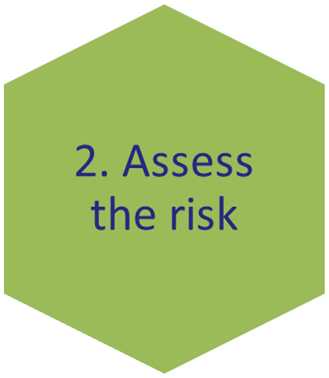 2. Assess
the risk